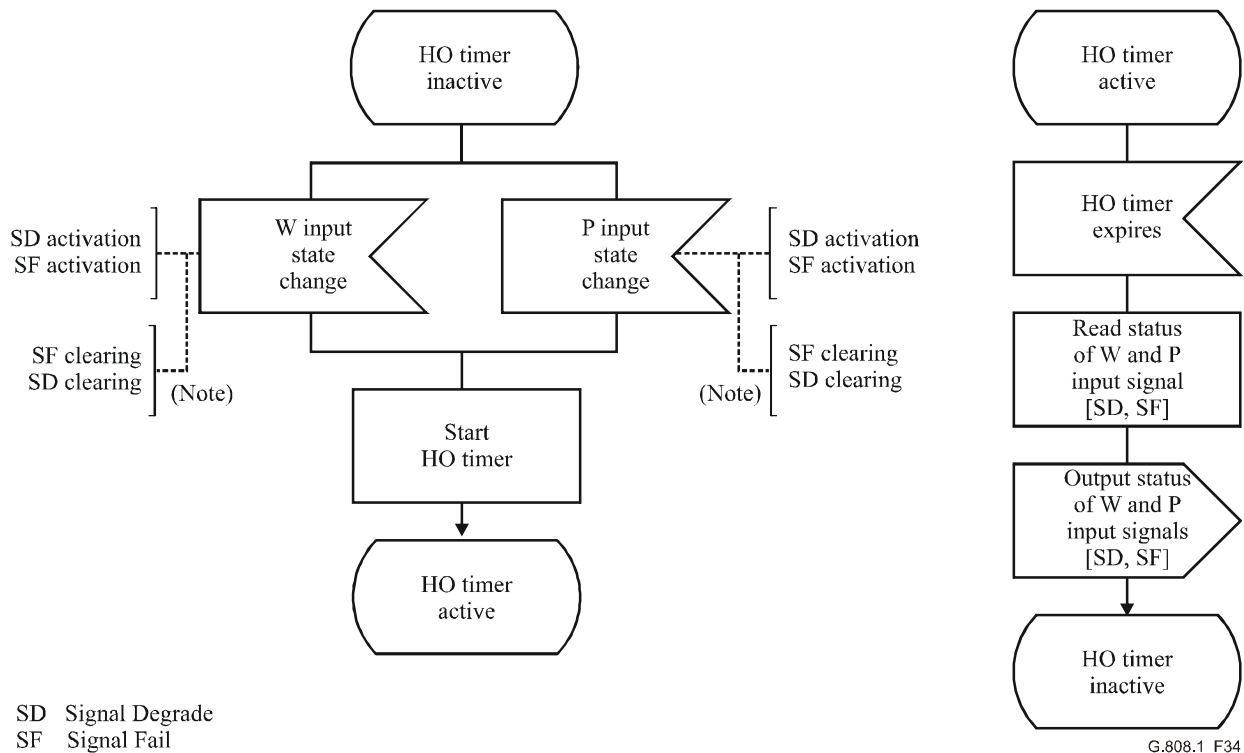 HO timer
inactive
W input
state
change
P input
state
change
SD activation
SF activation
SF clearing
SD clearing
(Note)
SD activation
SF activation
SF clearing
SD clearing
(Note)
Start
HO timer
HO timer
active
HO timer
active
HO timer
expires
Read status
of W and P
input signal
[SD, SF]
Output status
of W and P
input signals
[SD, SF]
HO timer
inactive
SD Signal Degrade
SF Signal Fail
G.808.1_F34